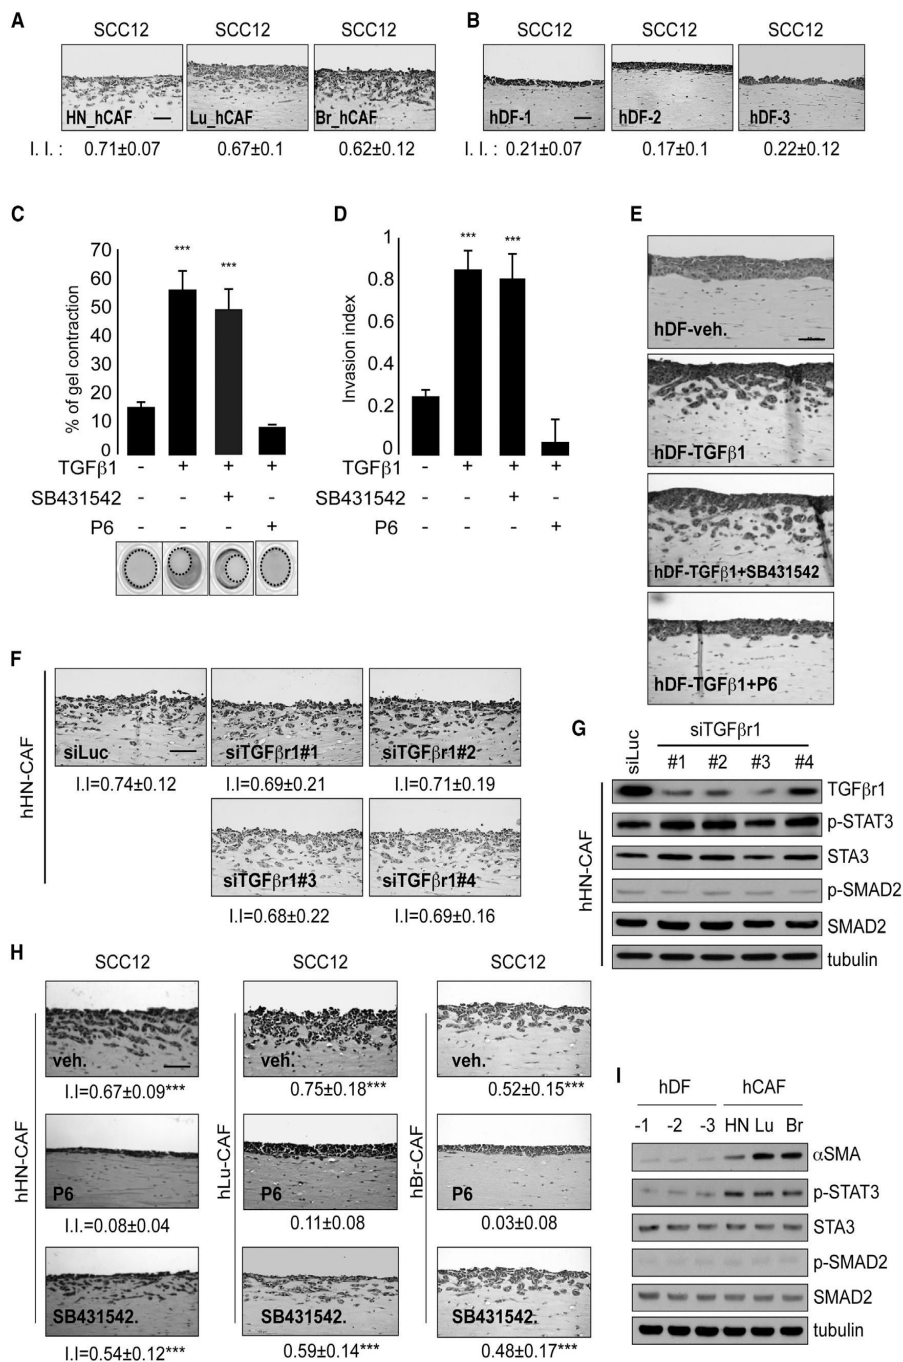 A
SCC12 SCC12 SCC12
HN_hCAF Lu_hCAF Br_hCAF
I. I. : 0.71±0.07 0.67±0.1 0.62±0.12
B
SCC12 SCC12 SCC12
hDF-1 hDF-2 hDF-3
I. I. : 0.21±0.07 0.17±0.1 0.22±0.12
C
% of gel contraction
70
60
50
40
30
20
10
0
*** ***
TGFβ1 - + + +
SB431542 - - + -
P6 - - - +
D
Invasion index
1
0.8
0.6
0.4
0.2
0
*** ***
TGFβ1 - + + +
SB431542 - - + -
P6 - - - +
E
hDF-veh.
hDF-TGFβ1
hDF-TGFβ1+SB431542
hDF-TGFβ1+P6
F
hHN-CAF
siLuc siTGFβr1#1 siTGFβr1#2
I.I=0.74±0.12 I.I=0.69±0.21 I.I=0.71±0.19
siTGFβr1#3 siTGFβr1#4
I.I=0.68±0.22 I.I=0.69±0.16
G
siLuc siTGFβr1
#1 #2 #3 #4
hHN-CAF
TGFβr1
p-STAT3
STA3
p-SMAD2
SMAD2
tubulin
H
SCC12 SCC12 SCC12
hHN-CAF hLu-CAF hBr-CAF
veh. veh. veh.
I.I=0.67±0.09*** 0.75±0.18*** 0.52±0.15***
P6 P6 P6
I.I.=0.08±0.04 0.11±0.08 0.03±0.08
SB431542. SB431542. SB431542.
I.I=0.54±0.12*** 0.59±0.14*** 0.48±0.17***
I
hDF hCAF
-1 -2 -3 HN Lu Br
αSMA
p-STAT3
STA3
p-SMAD2
SMAD2
tubulin